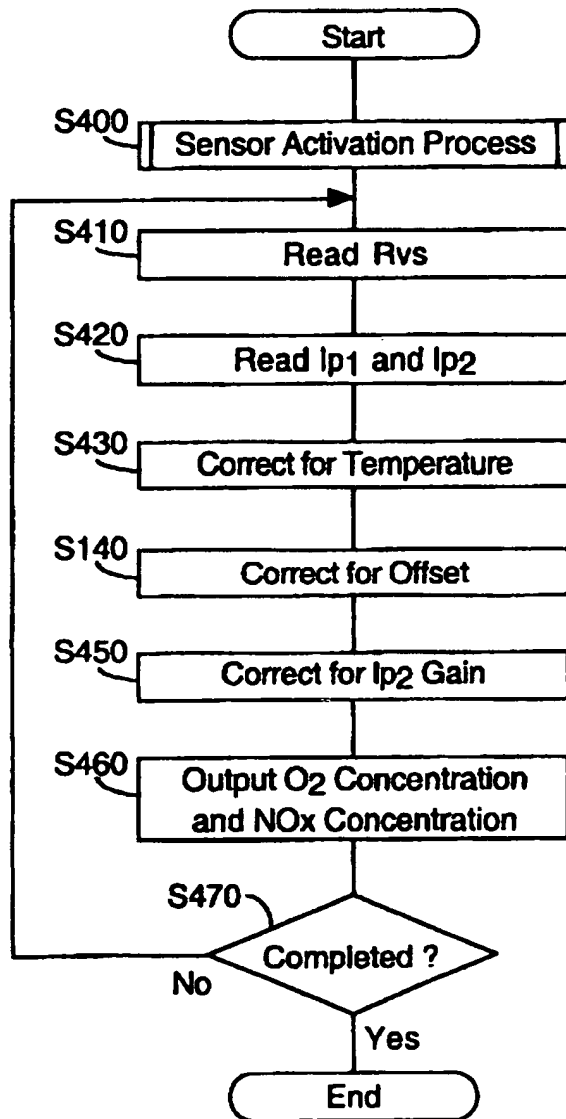 Start
S400
Sensor Activation Process
S410
Read Rvs
S420
Read Ip1 and Ip2
S430
Correct for Temperature
S140
Correct for Offset
S450
Correct for Ip2 Gain
S460
Output O2 Concentration
and NOx Concentration
S470
Completed ?
No
Yes
End